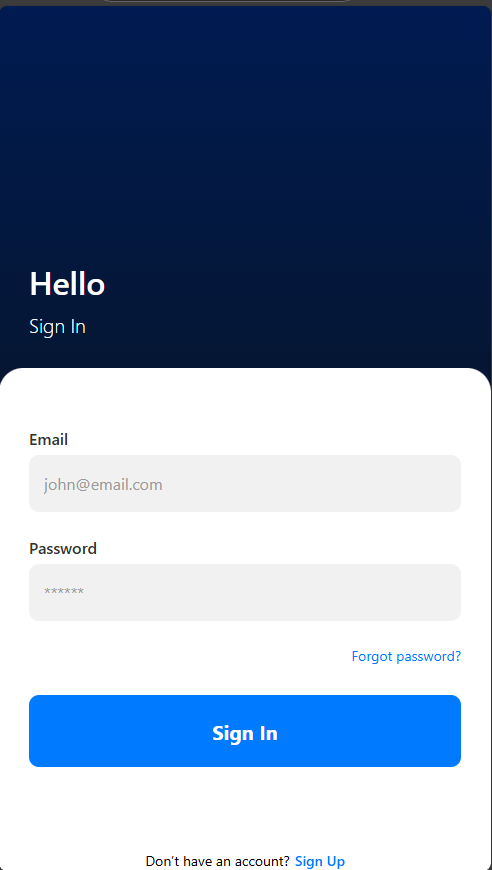 Hello
Sign In
Email
john@email.com
Password
******
Forgot password?
Sign In
Don’t have an account? Sign Up